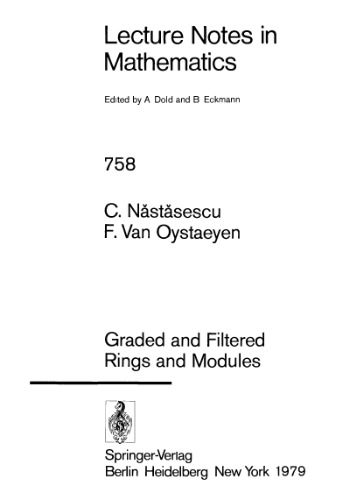 Lecture Notes in
Mathematics
Edited by A Dold and B Eckmann
758
C. Năstăsescu
F. Van Oystaeyen
Graded and Filtered
Rings and Modules
Springer-Verlag
Berlin Heidelberg New York 1979